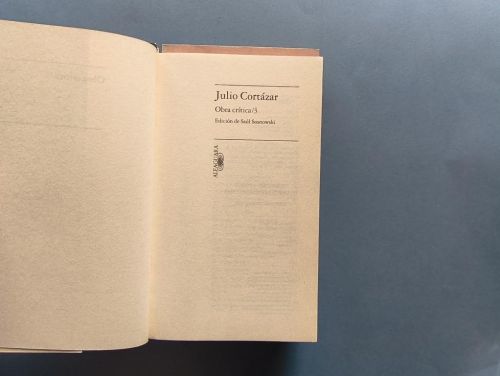 Julio Cortázar
Obra crítica/3
Edición de Saúl Sosnowski
ALFAGUARA